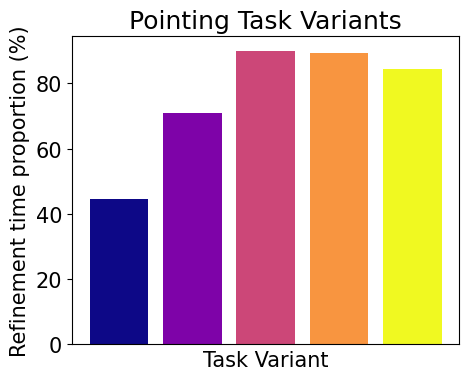 Pointing Task Variants
Refinement time proportion (%)
80
60
40
20
0
Task Variant